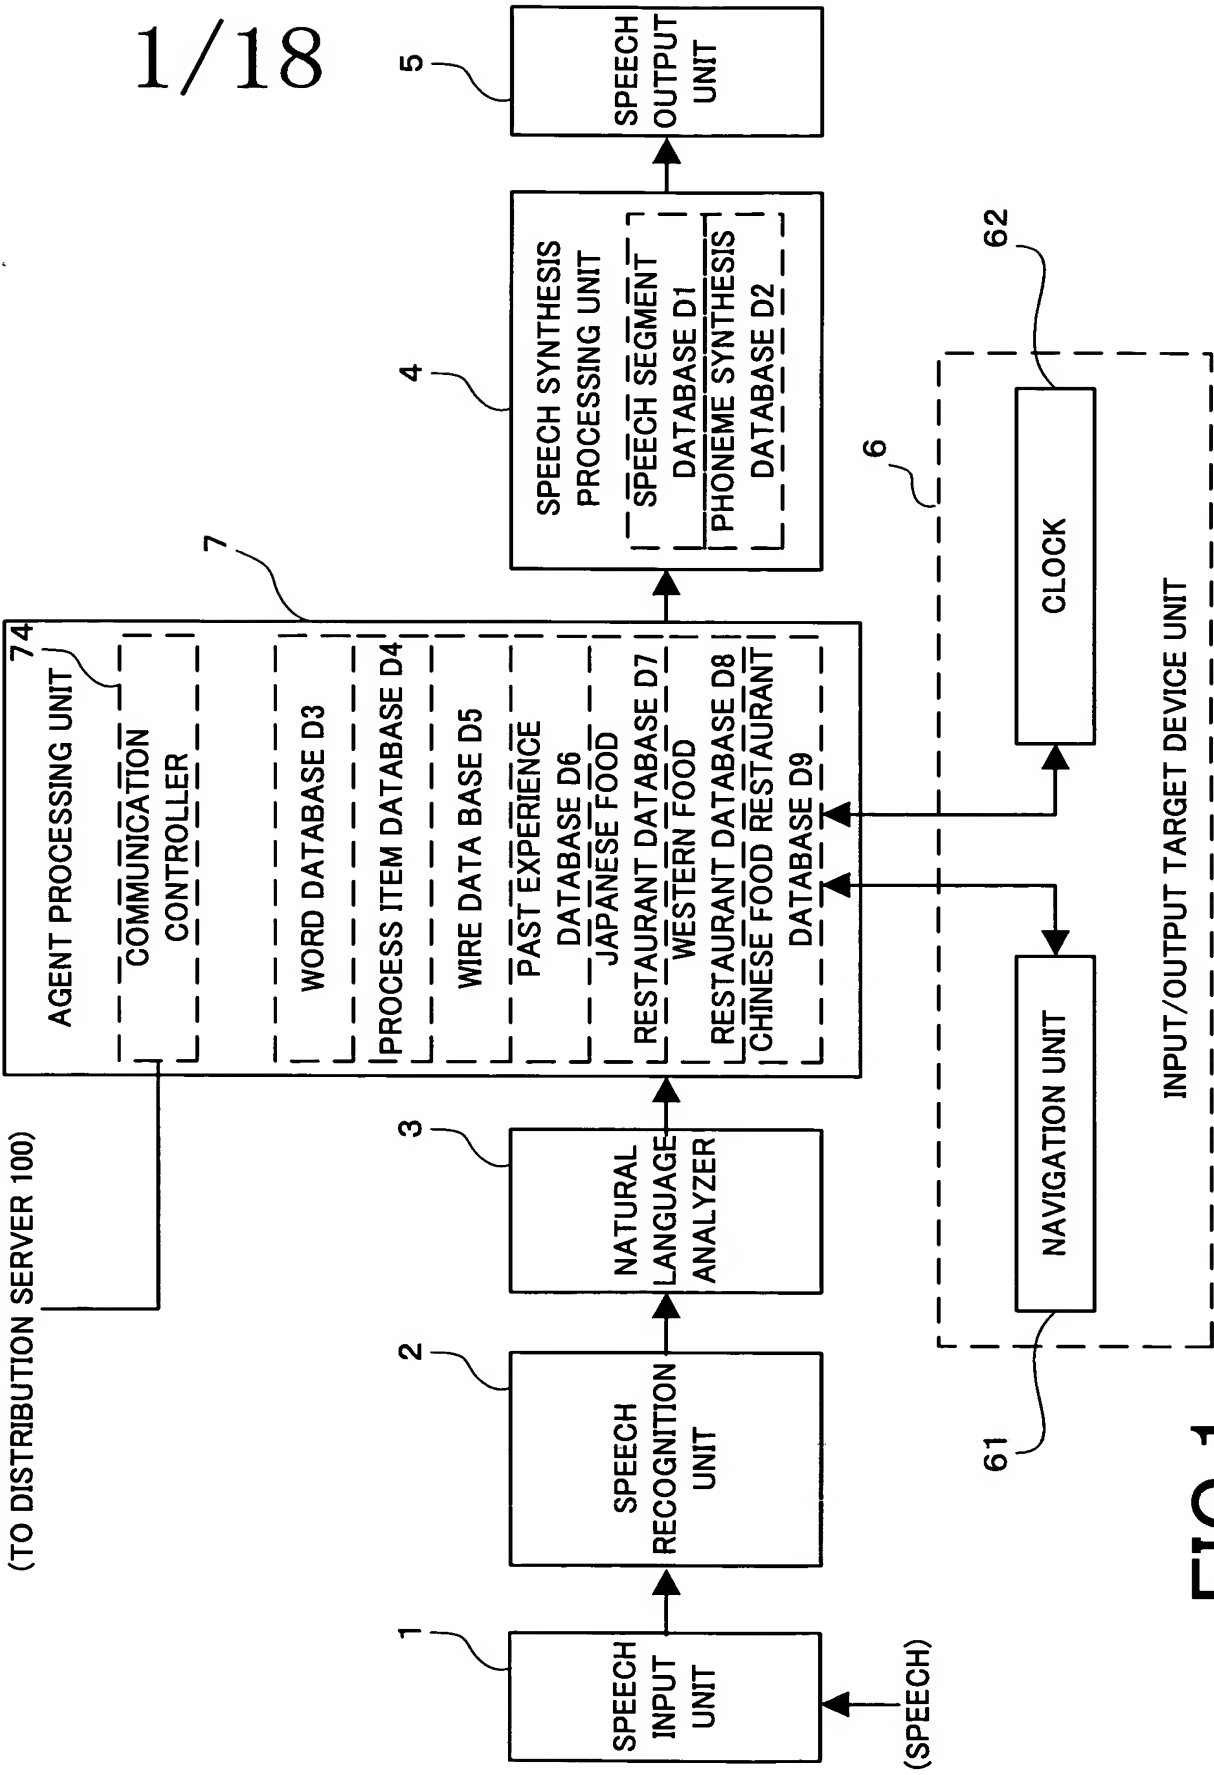 1/18
(TO DISTRIBUTION SERVER 100)
74
AGENT PROCESSING UNIT
COMMUNICATION
CONTROLLER
WORD DATABASE D3
PROCESS ITEM DATABASE D4
WIRE DATA BASE D5
PAST EXPERIENCE
DATABASE D6
JAPANESE FOOD
RESTAURANT DATABASE D7
WESTERN FOOD
RESTAURANT DATABASE D8
CHINESE FOOD RESTAURANT
DATABASE D9
7
1
SPEECH
INPUT
UNIT
(SPEECH)
2
SPEECH
RECOGNITION
UNIT
3
NATURAL
LANGUAGE
ANALYZER
4
SPEECH SYNTHESIS
PROCESSING UNIT
SPEECH SEGMENT
DATABASE D1
PHONEME SYNTHESIS
DATABASE D2
5
SPEECH
OUTPUT
UNIT
6
61
NAVIGATION UNIT
62
CLOCK
INPUT/OUTPUT TARGET DEVICE UNIT
FIG. 1